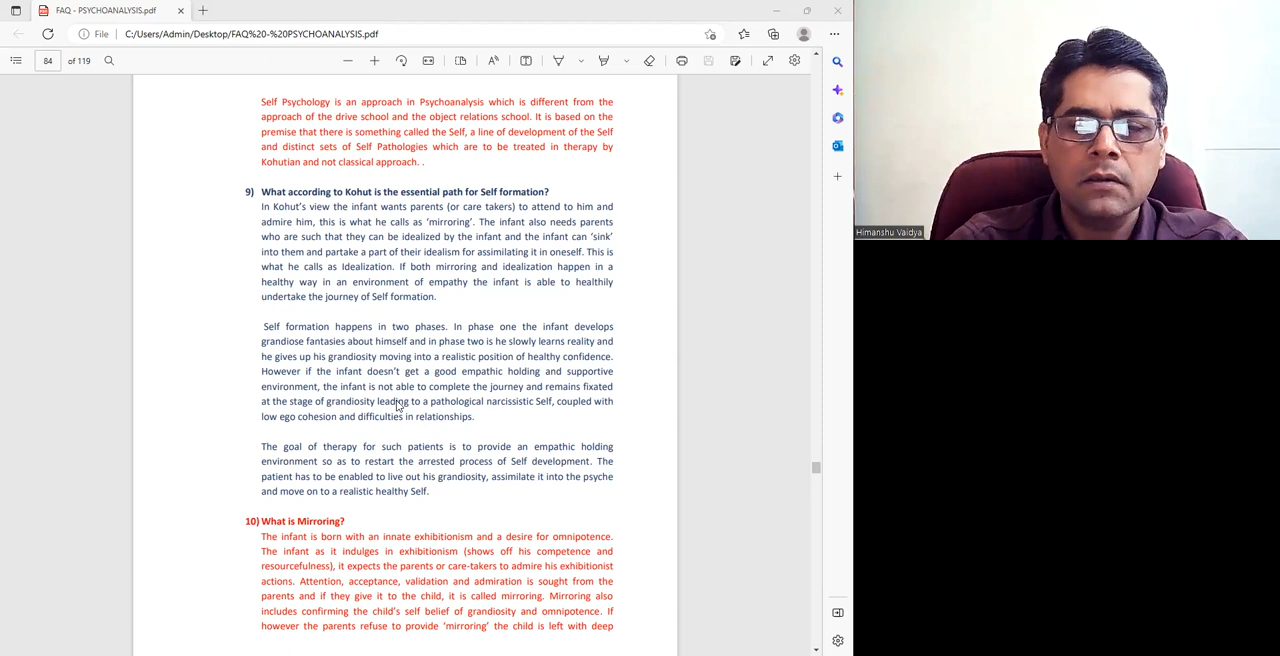 FAQ - PSYCHOANALYSIS.pdf
File
C:/Users/Admin/Desktop/FAQ%20-%20PSYCHOANALYSIS.pdf
84 of 119
Self Psychology is an approach in Psychoanalysis which is different from the
approach of the drive school and the object relations school. It is based on the
premise that there is something called the Self, a line of development of the Self
and distinct sets of Self Pathologies which are to be treated in therapy by
Kohutian and not classical approach. .
9) What according to Kohut is the essential path for Self formation?
In Kohut's view the infant wants parents (or care takers) to attend to him and
admire him, this is what he calls as 'mirroring'. The infant also needs parents
who are such that they can be idealized by the infant and the infant can 'sink'
into them and partake a part of their idealism for assimilating it in oneself. This is
what he calls as Idealization. If both mirroring and idealization happen in a
healthy way in an environment of empathy the infant is able to healthily
undertake the journey of Self formation.
Self formation happens in two phases. In phase one the infant develops
grandiose fantasies about himself and in phase two is he slowly learns reality and
he gives up his grandiosity moving into a realistic position of healthy confidence.
However if the infant doesn't get a good empathic holding and supportive
environment, the infant is not able to complete the journey and remains fixated
at the stage of grandiosity leading to a pathological narcissistic Self, coupled with
low ego cohesion and difficulties in relationships.
The goal of therapy for such patients is to provide an empathic holding
environment so as to restart the arrested process of Self development. The
patient has to be enabled to live out his grandiosity, assimilate it into the psyche
and move on to a realistic healthy Self.
10) What is Mirroring?
The infant is born with an innate exhibitionism and a desire for omnipotence.
The infant as it indulges in exhibitionism (shows off his competence and
resourcefulness), it expects the parents or care-takers to admire his exhibitionist
actions. Attention, acceptance, validation and admiration is sought from the
parents and if they give it to the child, it is called mirroring. Mirroring also
includes confirming the child's self belief of grandiosity and omnipotence. If
however the parents refuse to provide 'mirroring' the child is left with deep
Himanshu Vaidya